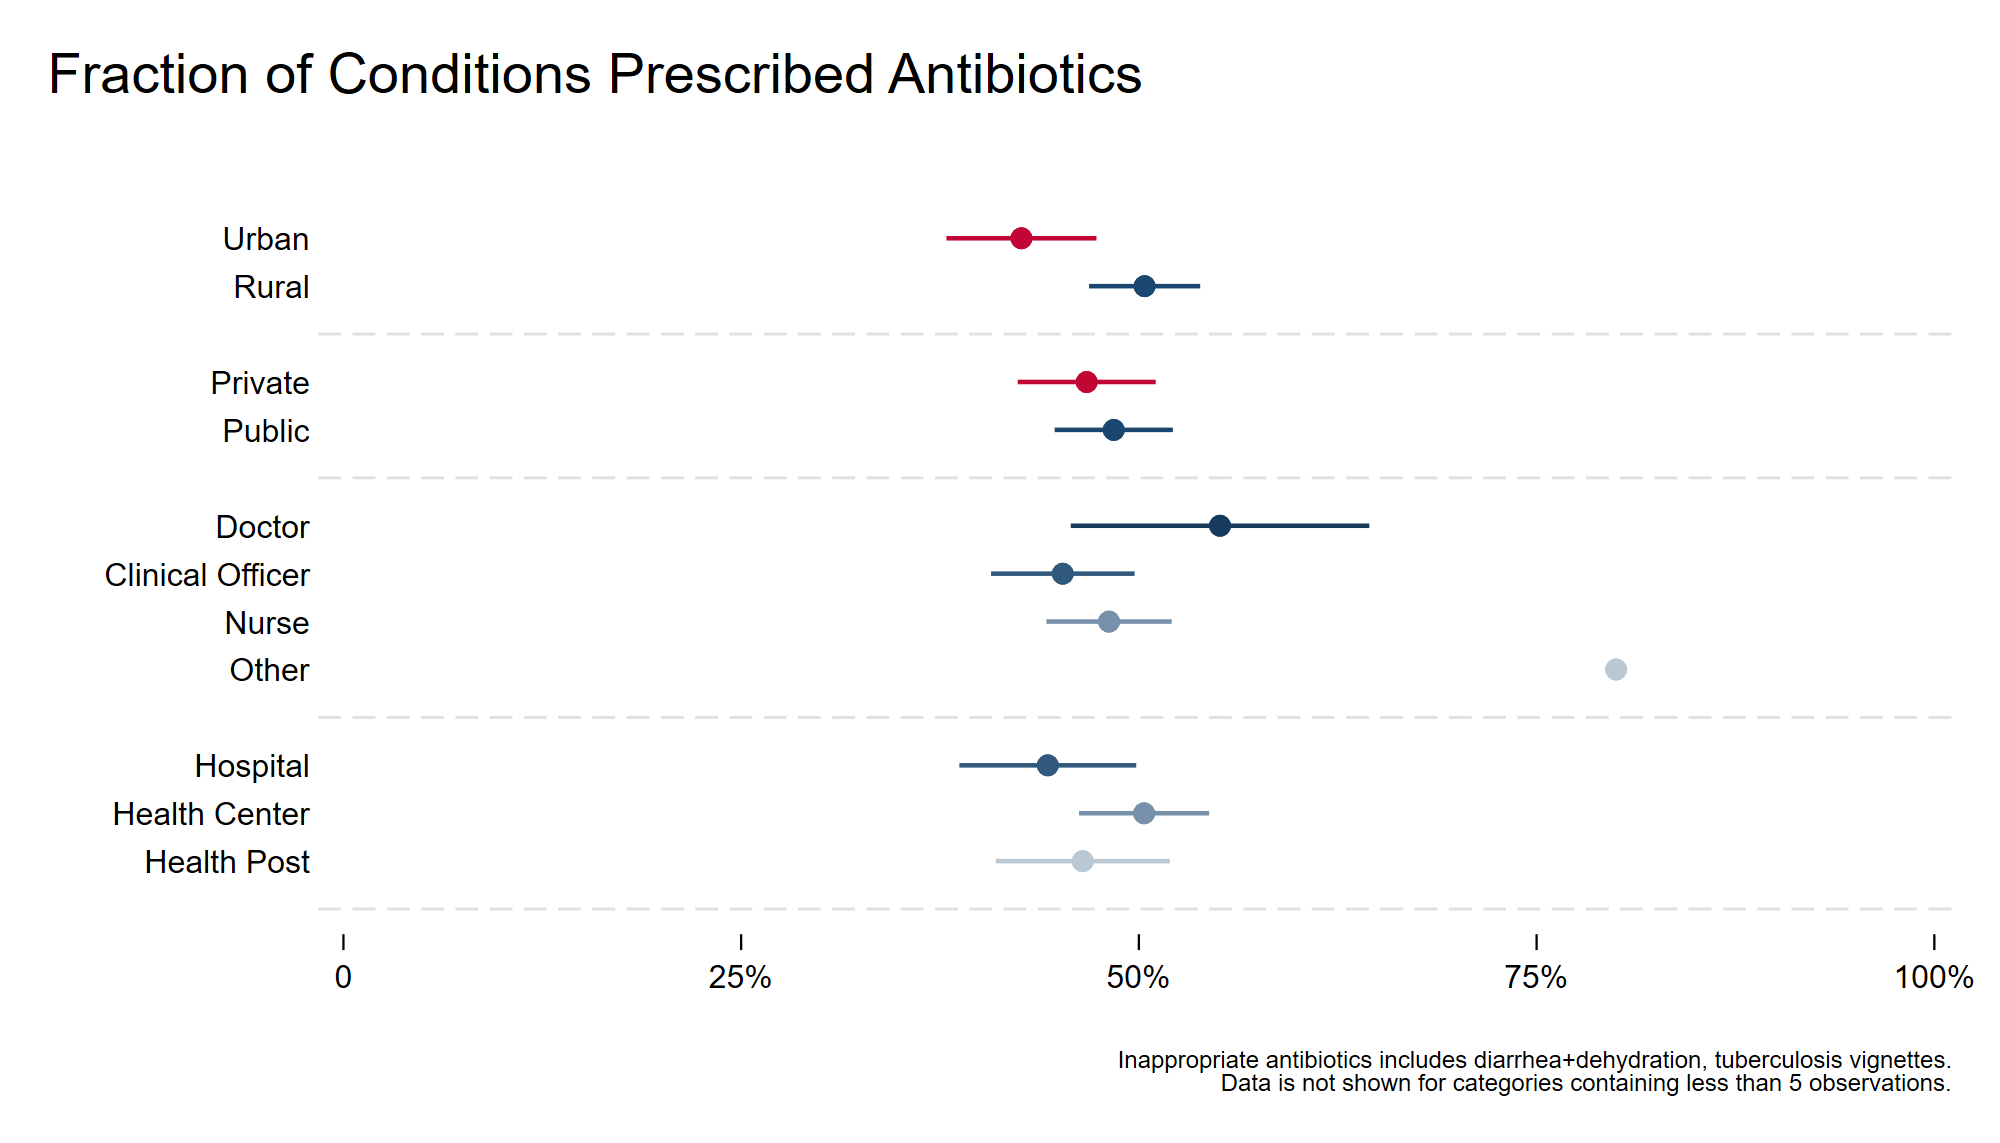 Fraction of Conditions Prescribed Antibiotics
Urban
Rural
Private
Public
Doctor
Clinical Officer
Nurse
Other
Hospital
Health Center
Health Post
0 25% 50% 75% 100%
Inappropriate antibiotics includes diarrhea+dehydration, tuberculosis vignettes.
Data is not shown for categories containing less than 5 observations.